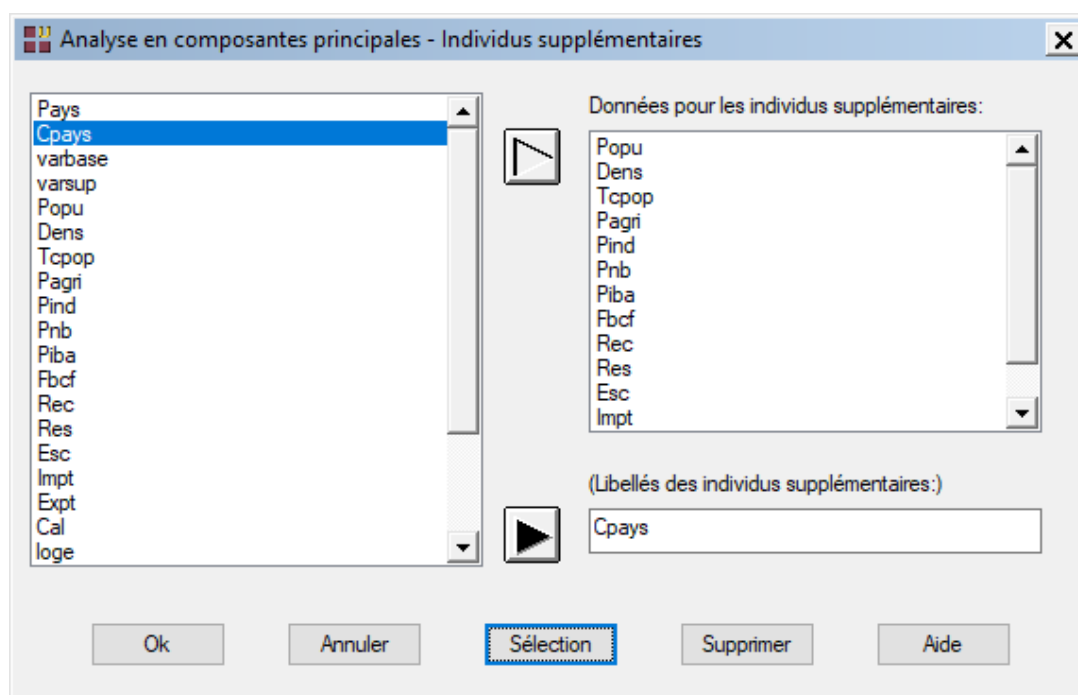 Analyse en composantes principales - Individus supplémentaires
Pays
Cpays
varbase
varsup
Popu
Dens
Tcpop
Pagri
Pind
Pnb
Piba
Fbcf
Rec
Res
Esc
Impt
Expt
Cal
loge
Données pour les individus supplémentaires:
Popu
Dens
Tcpop
Pagri
Pind
Pnb
Piba
Fbcf
Rec
Res
Esc
Impt
(Libellés des individus supplémentaires:)
Cpays
Ok Annuler Sélection Supprimer Aide